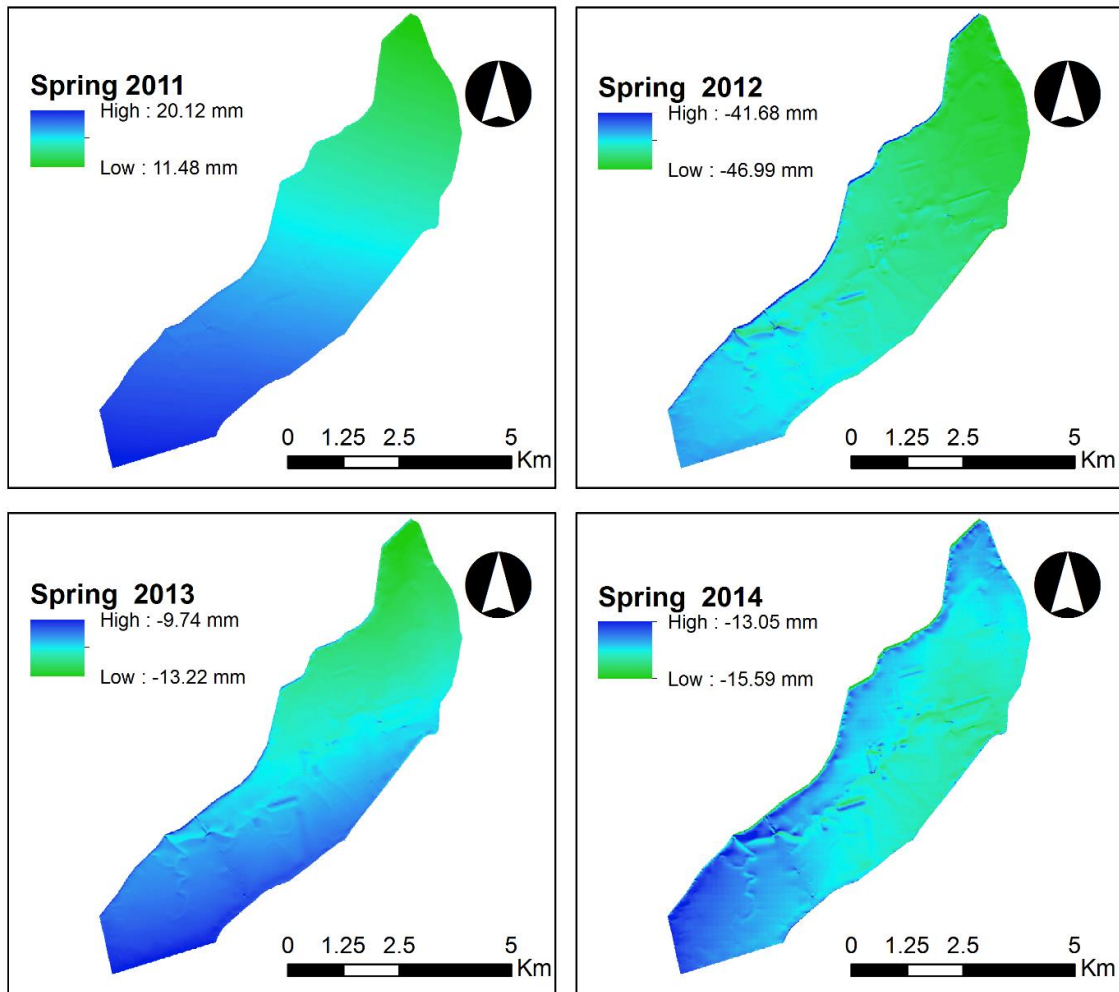 Spring 2011
High : 20.12 mm
Low : 11.48 mm
0 1.25 2.5 5
Km
Spring 2012
High : -41.68 mm
Low : -46.99 mm
0 1.25 2.5 5
Km
Spring 2013
High : -9.74 mm
Low : -13.22 mm
0 1.25 2.5 5
Km
Spring 2014
High : -13.05 mm
Low : -15.59 mm
0 1.25 2.5 5
Km